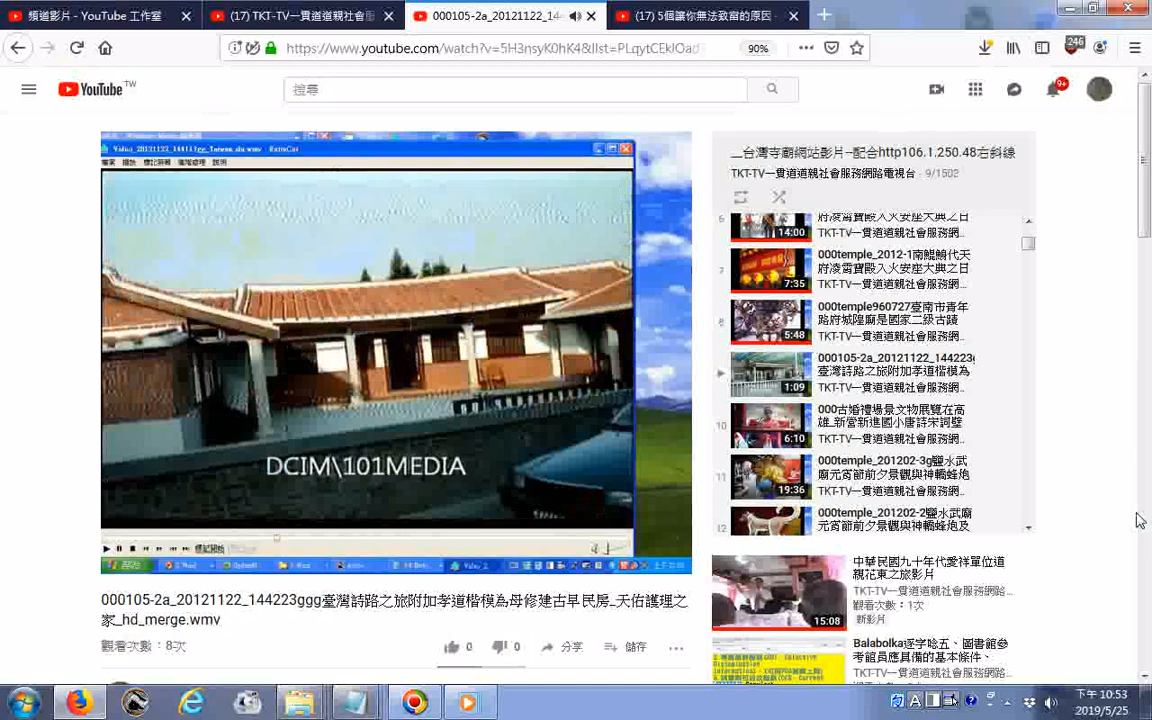 頻道影片 - YouTube 工作室
(17) TKT-TV一貫道道親社會服
000105-2a_20121122_14
(17) 5個讓你無法致富的原因 -
https://www.youtube.com/watch?v=5H3nsyK0hK4&list=PLqytCEklOad
90%
246
YouTube TW
搜尋
9+
Video_20121122_144141gg_Taiwan_da.wmv - BatoCut
DCIM\101MEDIA
標記開始
000105-2a_20121122_144223ggg臺灣詩路之旅附加孝道楷模為母修建古早民房_天佑護理之
家_hd_merge.wmv
觀看次數：8次
0
0
分享
儲存
__台灣寺廟網站影片--配合http106.1.250.48右斜線
TKT-TV一貫道道親社會服務網路電視台 - 9/1502
6
14:00
府凌霄寶殿入火安座大典之日
TKT-TV一貫道道親社會服務網..
7
7:35
000temple_2012-1南鯤鯓代天
府凌霄寶殿入火安座大典之日
TKT-TV一貫道道親社會服務網..
8
5:48
000temple960727臺南市青年
路府城隍廟是國家二級古蹟
TKT-TV一貫道道親社會服務網..
1:09
000105-2a_20121122_144223g
臺灣詩路之旅附加孝道楷模為
TKT-TV一貫道道親社會服務網..
10
6:10
000古婚禮場景文物展覽在高
雄_新營新進國小唐詩宋詞璧
TKT-TV一貫道道親社會服務網..
11
19:36
000temple_201202-3g鹽水武
廟元宵節前夕景觀與神轎蜂炮
TKT-TV一貫道道親社會服務網..
12
000temple_201202-2鹽水武
廟元宵節前夕景觀與神轎蜂炮及
15:08
中華民國九十年代愛祥單位道
親花東之旅影片
TKT-TV一貫道道親社會服務網路...
觀看次數：1次
新影片
Balabolka逐字唸五、圖書館參
考館員應具備的基本條件、
TKT-TV一貫道道親社會服務網路...
下午 10:53
2019/5/25